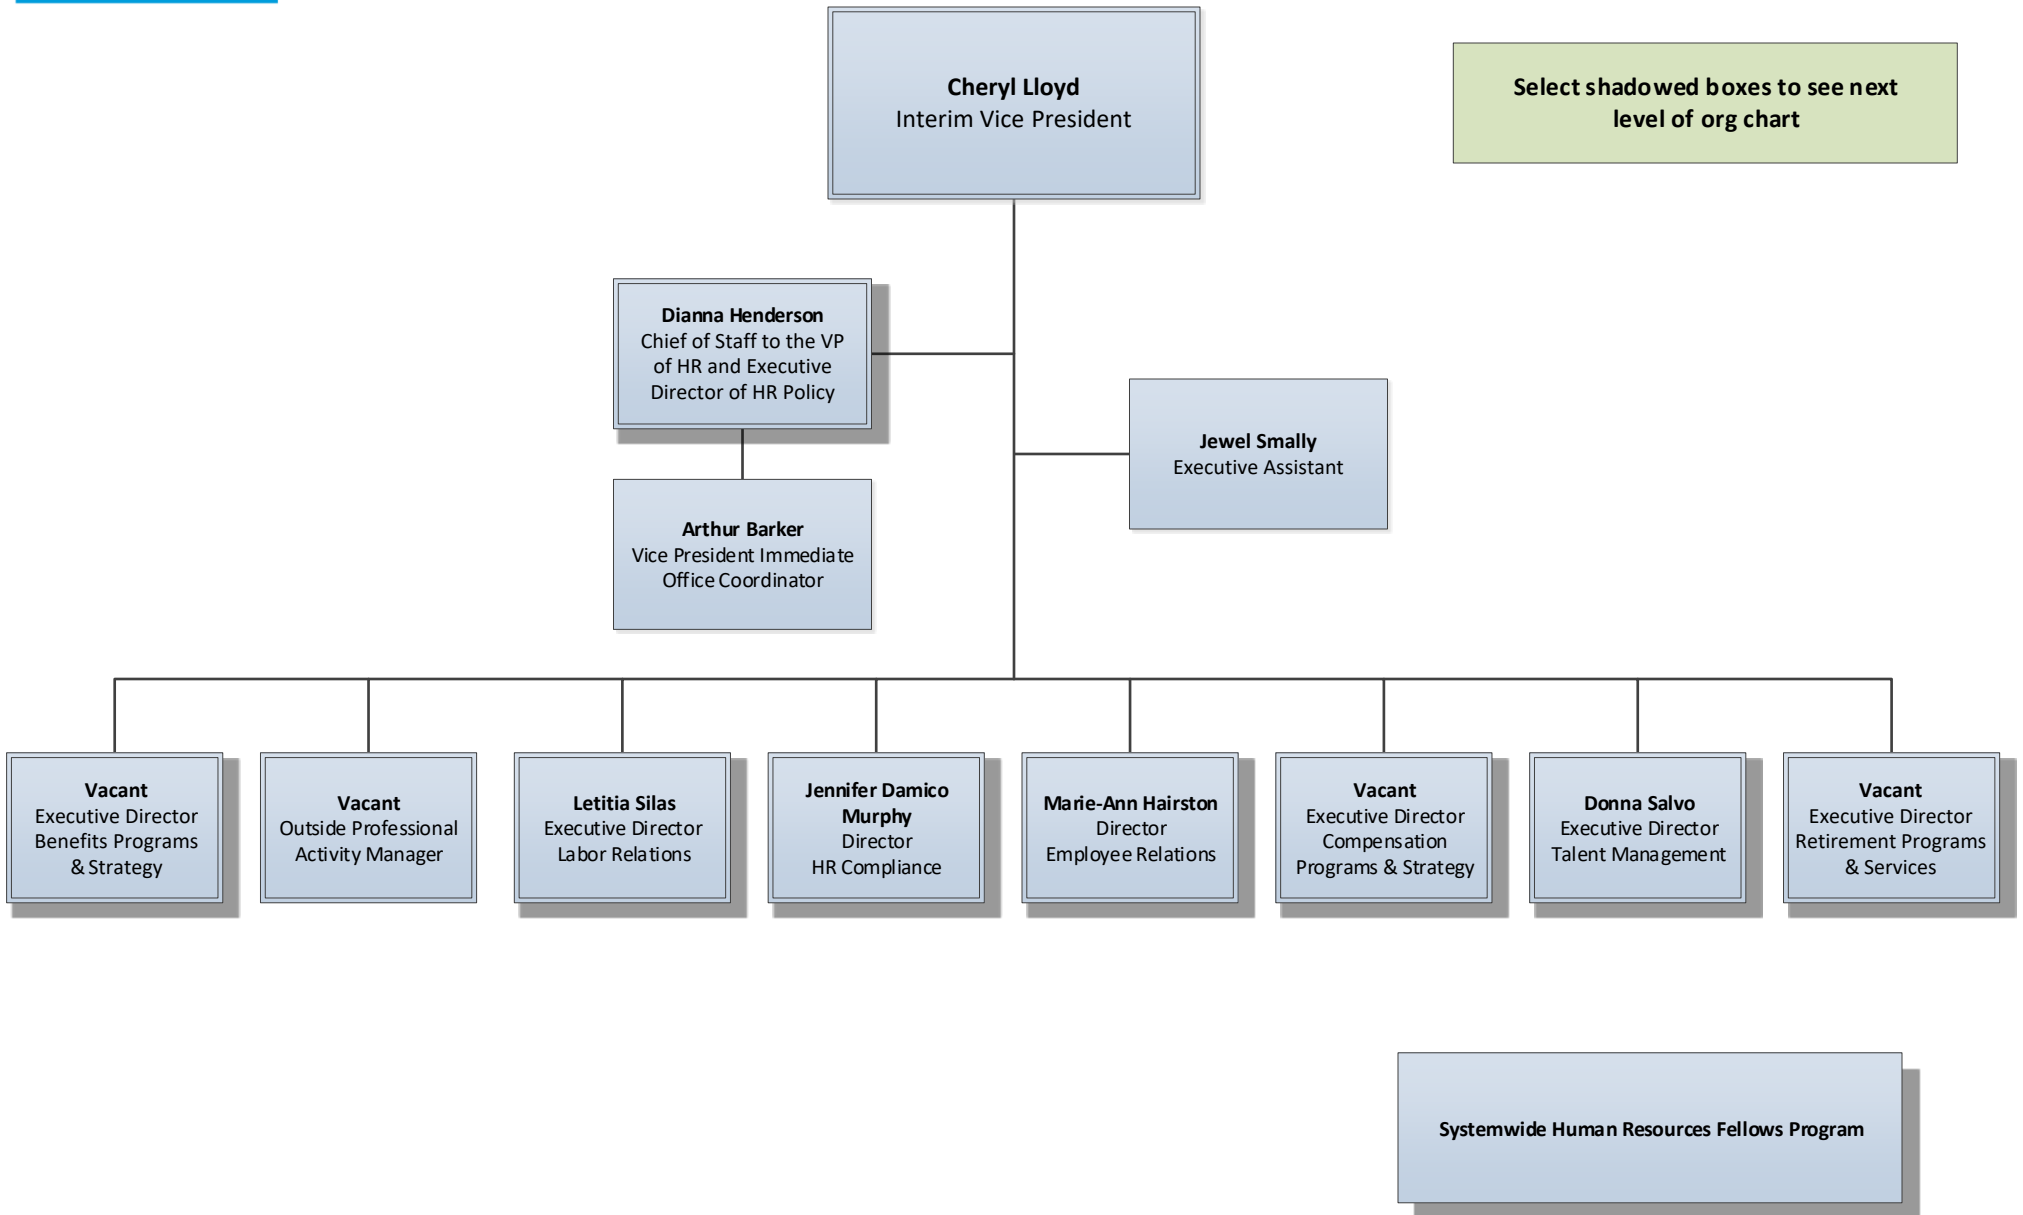 Cheryl Lloyd
Interim Vice President
Select shadowed boxes to see next
level of org chart
Dianna Henderson
Chief of Staff to the VP
of HR and Executive
Director of HR Policy
Jewel Smally
Executive Assistant
Arthur Barker
Vice President Immediate
Office Coordinator
Vacant
Executive Director
Benefits Programs
& Strategy
Vacant
Outside Professional
Activity Manager
Letitia Silas
Executive Director
Labor Relations
Jennifer Damico
Murphy
Director
HR Compliance
Marie-Ann Hairston
Director
Employee Relations
Vacant
Executive Director
Compensation
Programs & Strategy
Donna Salvo
Executive Director
Talent Management
Vacant
Executive Director
Retirement Programs
& Services
Systemwide Human Resources Fellows Program